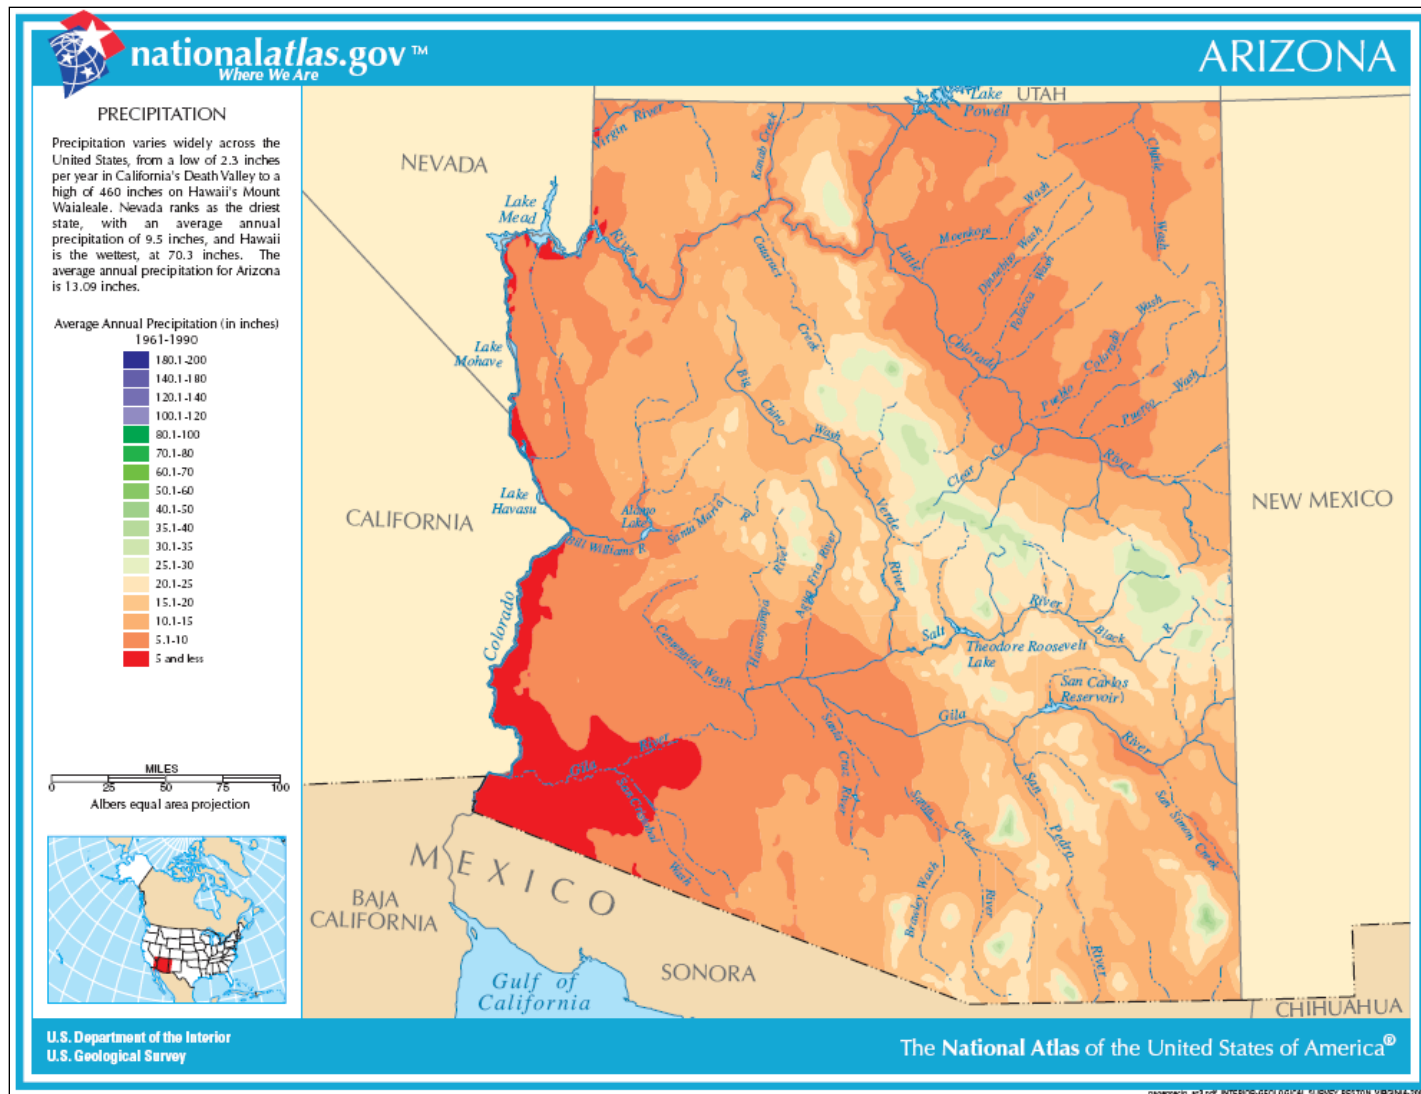 nationalatlas.gov™
Where We Are
ARIZONA
PRECIPITATION
Precipitation varies widely across the
United States, from a low of 2.3 inches
per year in California's Death Valley to a
high of 460 inches on Hawaii's Mount
Waialeale. Nevada ranks as the driest
state, with an average annual
precipitation of 9.5 inches, and Hawaii
is the wettest, at 70.3 inches. The
average annual precipitation for Arizona
is 13.09 inches.
Average Annual Precipitation (in inches)
1961-1990
180.1-200
140.1-180
120.1-140
100.1-120
80.1-100
70.1-80
60.1-70
50.1-60
40.1-50
35.1-40
30.1-35
25.1-30
20.1-25
15.1-20
10.1-15
5.1-10
5 and less
MILES
0 25 50 75 100
Albers equal area projection
UTAH
Lake
Powell
NEVADA
Virgin River
Kanab Creek
Chinle
Wash
Lake
Mead
River
Cataract
Creek
Little
Colorado
Moenkopi
Wash
Dinnebito Wash
Polacca
Wash
Pueblo Colorado Wash
Puerco Wash
River
Lake
Mohave
Big
Chino
Wash
Clear Cr
Verde
River
NEW MEXICO
CALIFORNIA
Lake
Havasu
Alamo
Lake
Santa Maria
R
Bill Williams R
Colorado
Centennial Wash
Hassayampa
River
Agua Fria River
Salt
River
Theodore Roosevelt
Lake
Black
R
San Carlos
Reservoir)
Gila
River
Gila
River
San Cristobal
Wash
Santa
Cruz
River
Santa
Cruz
River
Brawley Wash
San
Pedro
River
San Simon Creek
MEXICO
BAJA
CALIFORNIA
Gulf of
California
SONORA
CHIHUAHUA
U.S. Department of the Interior
U.S. Geological Survey
The National Atlas of the United States of America®